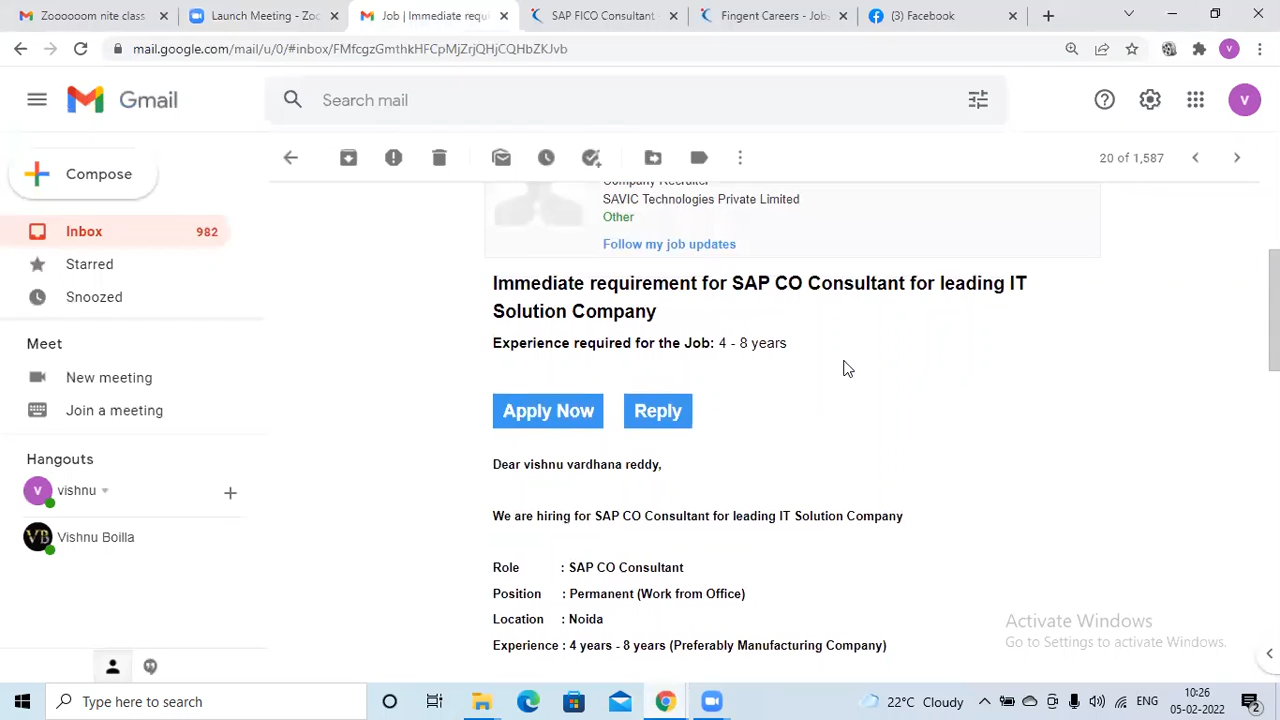 Zoooooom nite class
Launch Meeting - Zoo
Job | Immediate requ
SAP FICO Consultant -
Fingent Careers - Jobs
(3) Facebook
mail.google.com/mail/u/0/#inbox/FMfcgzGmthkHFCpMjZrjQHjCQHbZKJvb
V
Gmail
Search mail
V
Compose
20 of 1,587
Company Recruiter
SAVIC Technologies Private Limited
Other
Follow my job updates
Inbox 982
Starred
Snoozed
Meet
New meeting
Join a meeting
Hangouts
V vishnu
VB Vishnu Boilla
Immediate requirement for SAP CO Consultant for leading IT
Solution Company
Experience required for the Job: 4 - 8 years
Apply Now Reply
Dear vishnu vardhana reddy,
We are hiring for SAP CO Consultant for leading IT Solution Company
Role : SAP CO Consultant
Position : Permanent (Work from Office)
Location : Noida
Experience : 4 years - 8 years (Preferably Manufacturing Company)
Activate Windows
Go to Settings to activate Windows.
Type here to search
22°C Cloudy
ENG
10:26
05-02-2022
2